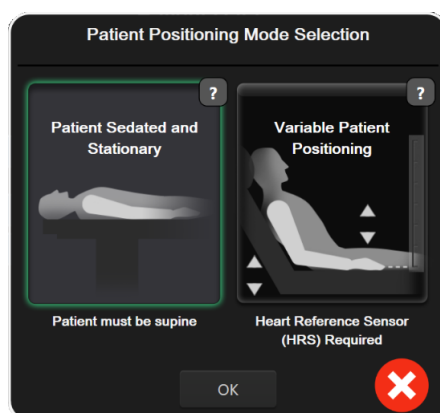 Patient Positioning Mode Selection
?
?
Patient Sedated and
Stationary
Variable Patient
Positioning
Patient must be supine
Heart Reference Sensor
(HRS) Required
OK